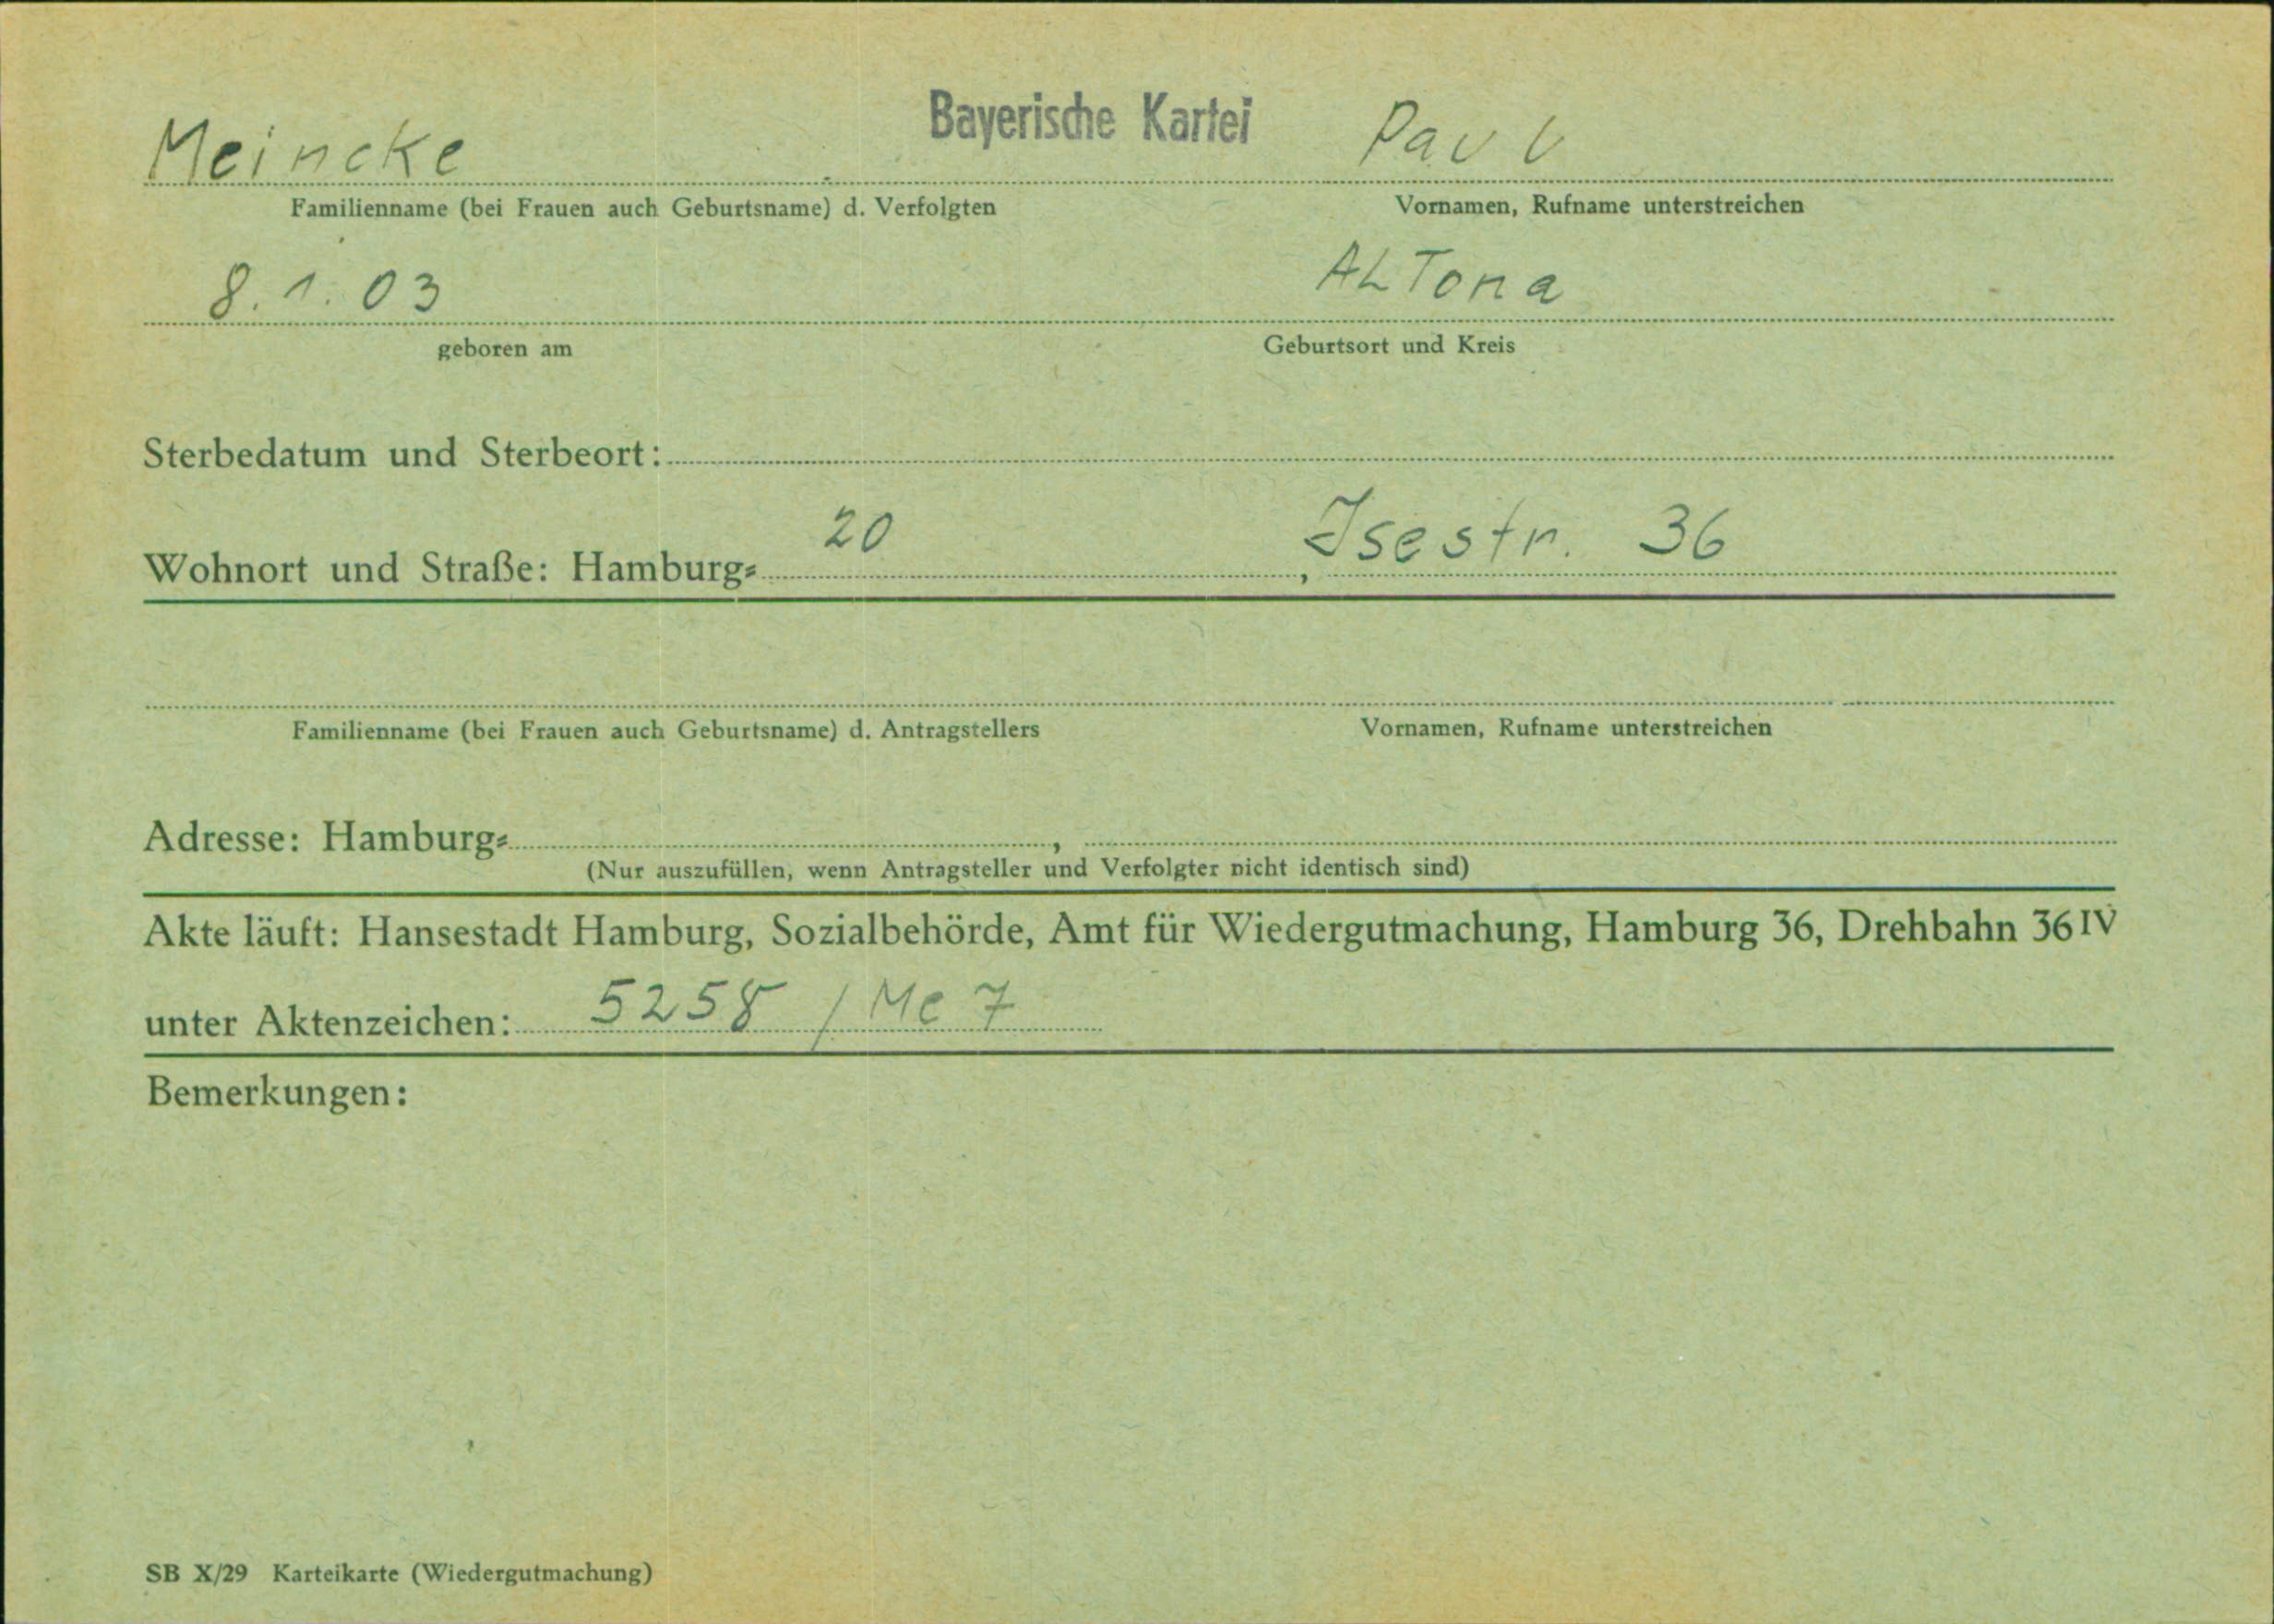 Bayerische Kartei
Meincke Paul
Familienname (bei Frauen auch Geburtsname) d. Verfolgten Vornamen, Rufname unterstreichen
8.1.03 ALTona
geboren am Geburtsort und Kreis
Sterbedatum und Sterbeort:
Wohnort und Straße: Hamburg= 20 , Isestr. 36
Familienname (bei Frauen auch Geburtsname) d. Antragstellers Vornamen, Rufname unterstreichen
Adresse: Hamburg= ,
(Nur auszufüllen, wenn Antragsteller und Verfolgter nicht identisch sind)
Akte läuft: Hansestadt Hamburg, Sozialbehörde, Amt für Wiedergutmachung, Hamburg 36, Drehbahn 36 IV
unter Aktenzeichen: 5258 / Me 7
Bemerkungen:
SB X/29 Karteikarte (Wiedergutmachung)